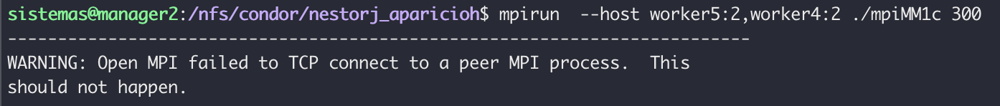 sistemas@manager2:/nfs/condor/nestorj_aparicioh$ mpirun  --host worker5:2,worker4:2 ./mpiMM1c 300
--------------------------------------------------------------------------
WARNING: Open MPI failed to TCP connect to a peer MPI process.  This
should not happen.